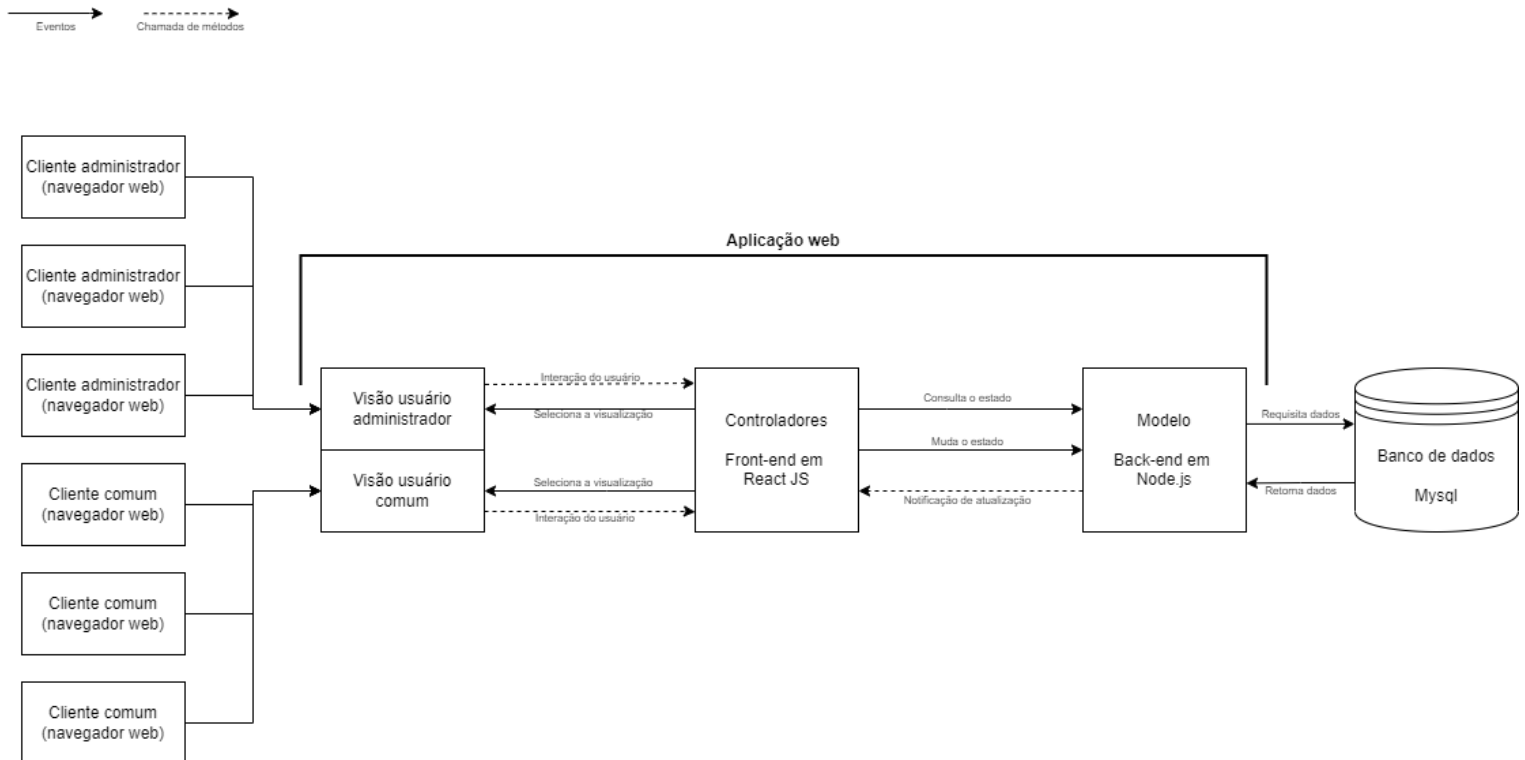 Eventos
Chamada de métodos
Cliente administrador
(navegador web)
Cliente administrador
(navegador web)
Cliente administrador
(navegador web)
Cliente comum
(navegador web)
Cliente comum
(navegador web)
Cliente comum
(navegador web)
Aplicação web
Visão usuário
administrador
Visão usuário
comum
Interação do usuário
Seleciona a visualização
Seleciona a visualização
Interação do usuário
Controladores
Front-end em
React JS
Consulta o estado
Muda o estado
Notificação de atualização
Modelo
Back-end em
Node.js
Requisita dados
Retorna dados
Banco de dados
Mysql